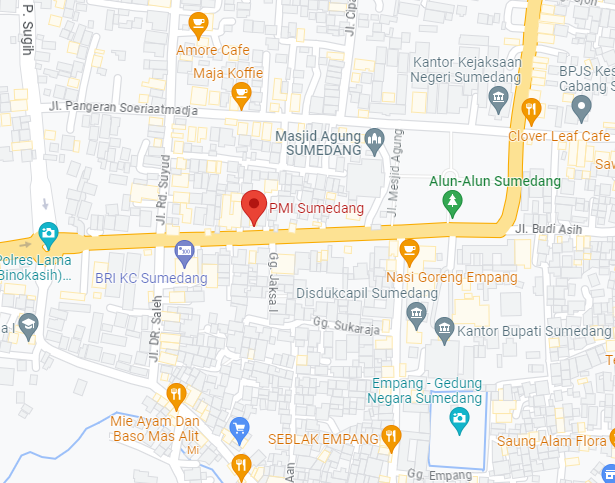 P. Sugih
Jl. Cpa
Amore Cafe
Maja Koffie
Kantor Kejaksaan
Negeri Sumedang
BPJS Kes
Cabang S
Jl. Pangeran Soeriaatmadja
Clover Leaf Cafe
Masjid Agung
SUMEDANG
Jl. Mesjid Agung
Jl. Rd. Suyud
Saw
Alun-Alun Sumedang
PMI Sumedang
Jl. Budi Asih
Polres Lama
Binokasih)...
BRI KC Sumedang
Gg. Jaksa I
Nasi Goreng Empang
Disdukcapil Sumedang
Jl. DR. Saleh
a I
Gg. Sukaraja
Kantor Bupati Sumedang
Te
Empang - Gedung
Negara Sumedang
Mie Ayam Dan
Baso Mas Alit
Mi
SEBLAK EMPANG
Saung Alam Flora
Aan
Gg. Empang